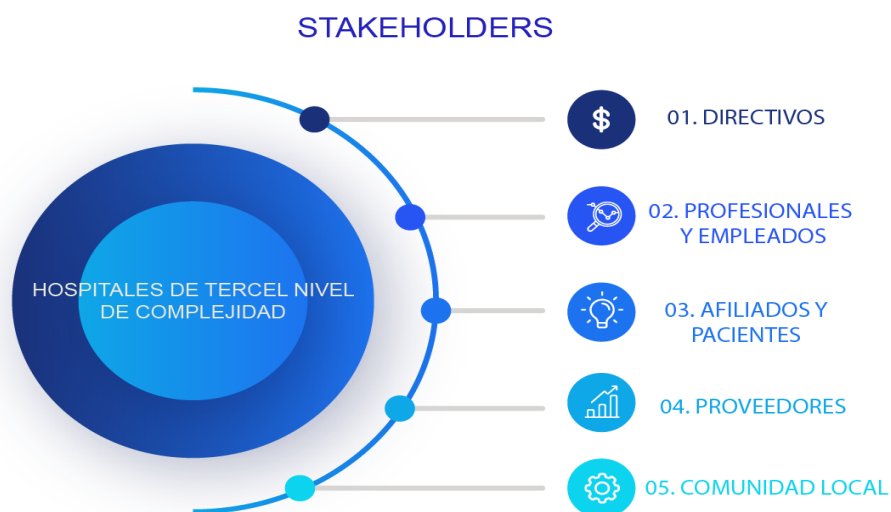 STAKEHOLDERS
HOSPITALES DE TERCEL NIVEL
DE COMPLEJIDAD
$
01. DIRECTIVOS
02. PROFESIONALES
Y EMPLEADOS
03. AFILIADOS Y
PACIENTES
04. PROVEEDORES
05. COMUNIDAD LOCAL